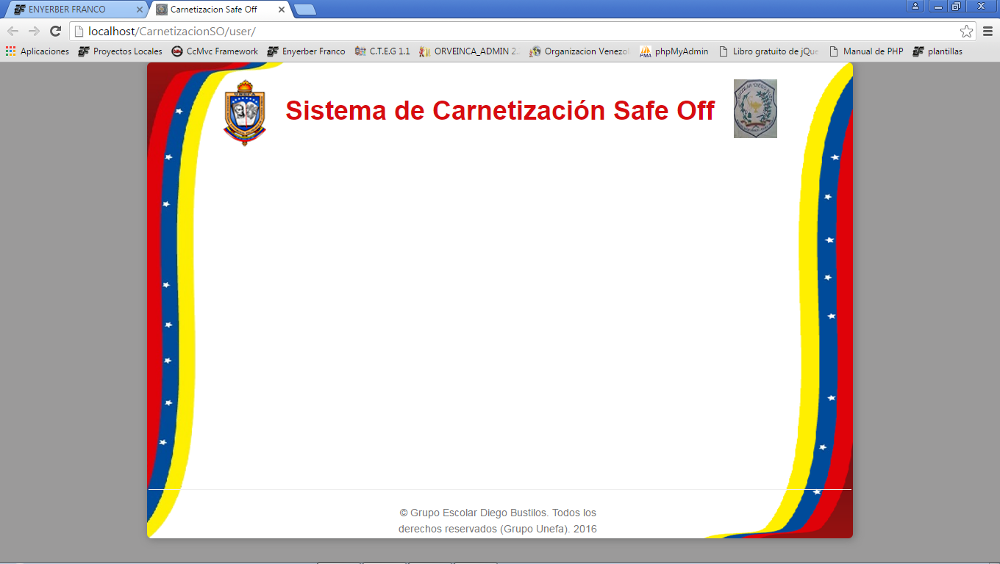 ENYERBER FRANCO
Carnetizacion Safe Off
localhost/CarnetizacionSO/user/
Aplicaciones
Proyectos Locales
CcMvc Framework
Enyerber Franco
C.T.E.G 1.1
ORVEINCA_ADMIN 2.
Organizacion Venezol
PMA
phpMyAdmin
Libro gratuito de jQue
Manual de PHP
plantillas
UNEFA
Sistema de Carnetización Safe Off
© Grupo Escolar Diego Bustilos. Todos los
derechos reservados (Grupo Unefa). 2016